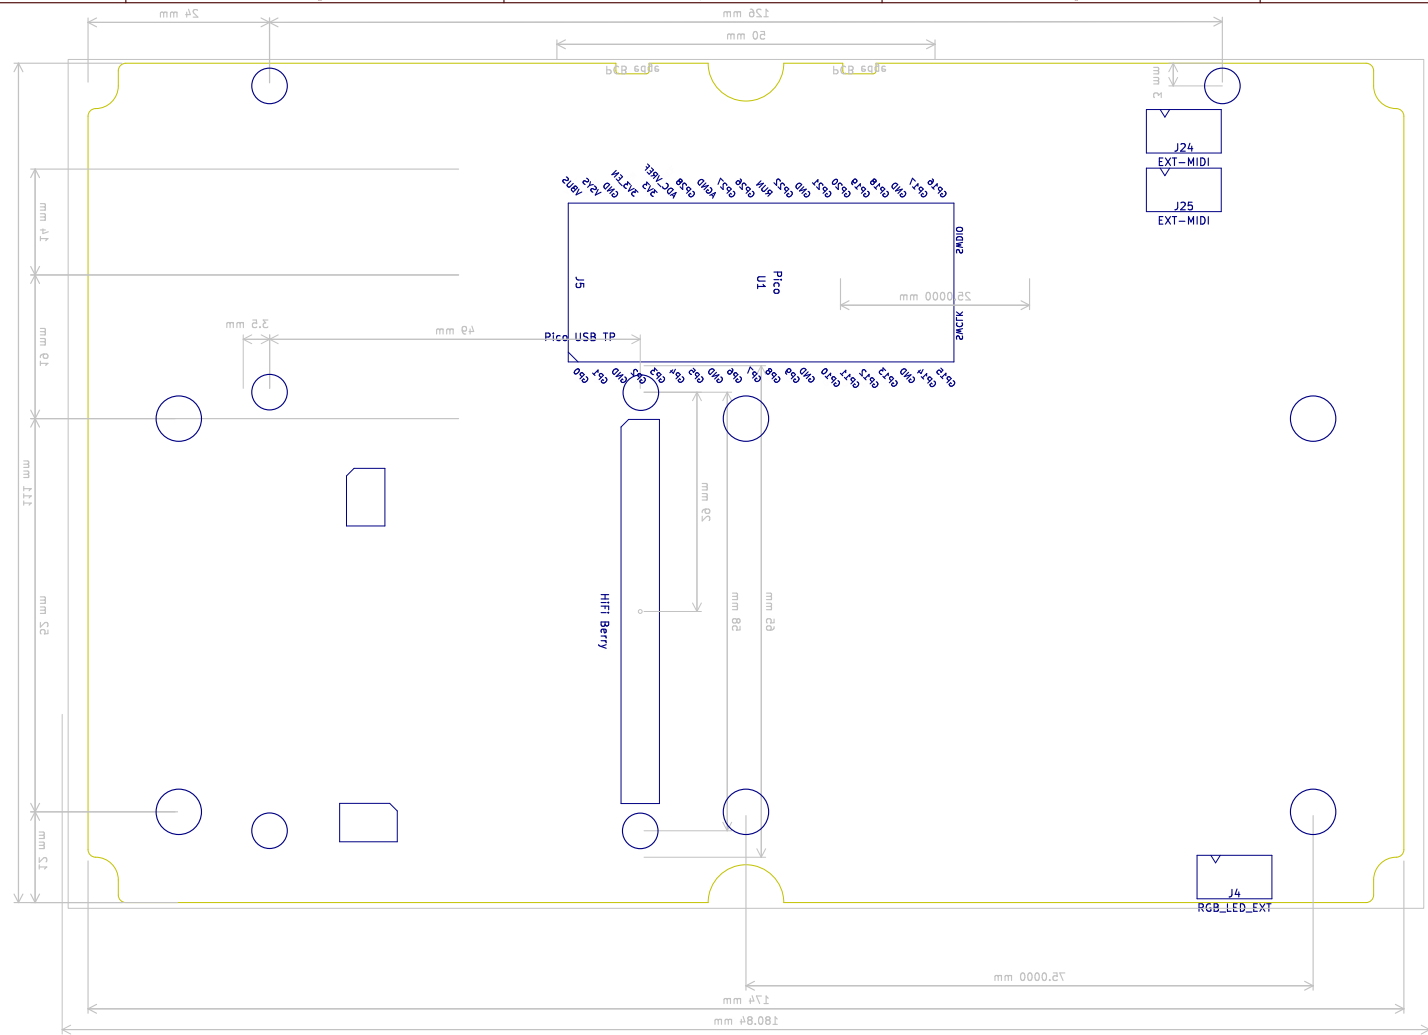 24 mm
126 mm
50 mm
PCB edge
PCB edge
3 mm
J24
EXT-MIDI
J25
EXT-MIDI
VBUS
VSYS
GND
3V3_EN
3V3
ADC_VREF
GP28
AGND
GP27
GP26
RUN
GP22
GND
GP21
GP20
GP19
GP18
GND
GP17
GP16
14 mm
SWDIO
J5
U1
Pico
25.0000 mm
SWCLK
3.5 mm
49 mm
Pico USB TP
19 mm
GP0
GP1
GND
GP2
GP3
GP4
GP5
GND
GP6
GP7
GP8
GP9
GND
GP10
GP11
GP12
GP13
GND
GP14
GP15
111 mm
29 mm
52 mm
HiFi Berry
58 mm
65 mm
12 mm
J4
RGB_LED_EXT
75.0000 mm
174 mm
180.84 mm